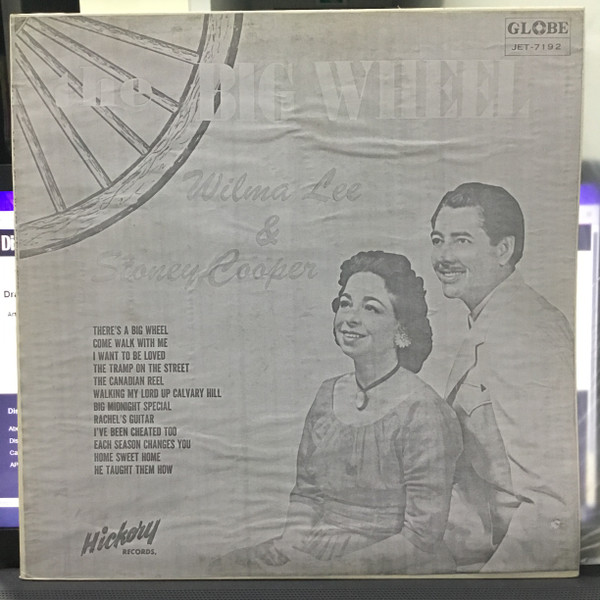 GLOBE
JET-7192
the BIG WHEEL
Wilma Lee
&
Stoney Cooper
THERE'S A BIG WHEEL
COME WALK WITH ME
I WANT TO BE LOVED
THE TRAMP ON THE STREET
THE CANADIAN REEL
WALKING MY LORD UP CALVARY HILL
BIG MIDNIGHT SPECIAL
RACHEL'S GUITAR
I'VE BEEN CHEATED TOO
EACH SEASON CHANGES YOU
HOME SWEET HOME
HE TAUGHT THEM HOW
Hickory
RECORDS.